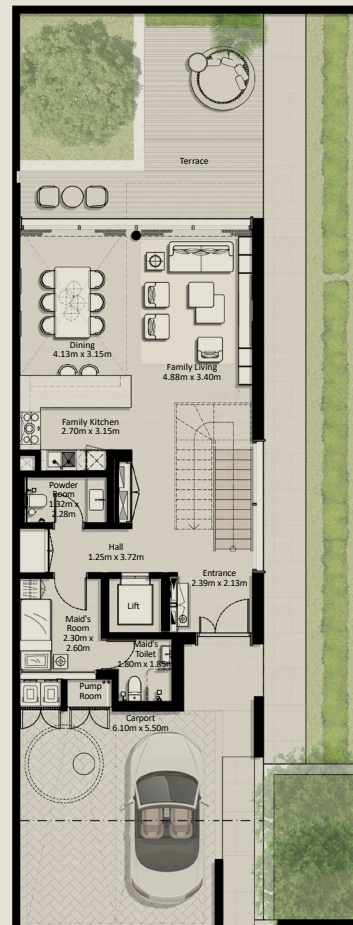 Terrace
Dining
4.13m x 3.15m
Family Living
4.88m x 3.40m
Family Kitchen
2.70m x 3.15m
Powder
Room
1.32m x
2.28m
Hall
1.25m x 3.72m
Entrance
2.39m x 2.13m
Lift
Maid's
Room
2.30m x
2.60m
Maid's
Toilet
1.80m x 1.85m
Pump
Room
Carport
6.10m x 5.50m